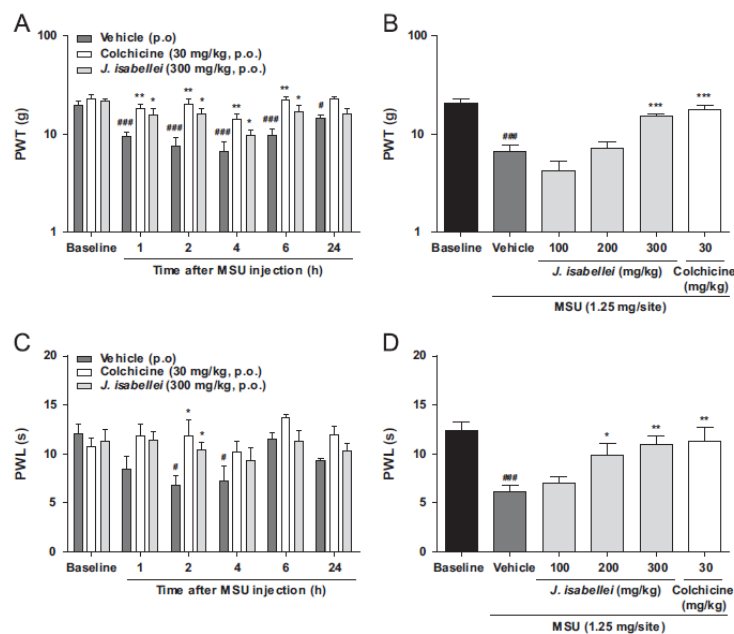 A
Vehicle (p.o)
Colchicine (30 mg/kg, p.o.)
J. isabellei (300 mg/kg, p.o.)
100
10
1
PWT (g)
### ** * ### ** * ### ** * ### ** * #
Baseline 1 2 4 6 24
Time after MSU injection (h)
B
100
10
1
PWT (g)
### *** ***
Baseline Vehicle 100 200 300 30
J. isabellei (mg/kg) Colchicine
(mg/kg)
MSU (1.25 mg/site)
C
Vehicle (p.o)
Colchicine (30 mg/kg, p.o.)
J. isabellei (300 mg/kg, p.o.)
20
15
10
5
0
PWL (s)
# * * #
Baseline 1 2 4 6 24
Time after MSU injection (h)
D
20
15
10
5
0
PWL (s)
### * ** **
Baseline Vehicle 100 200 300 30
J. isabellei (mg/kg) Colchicine
(mg/kg)
MSU (1.25 mg/site)